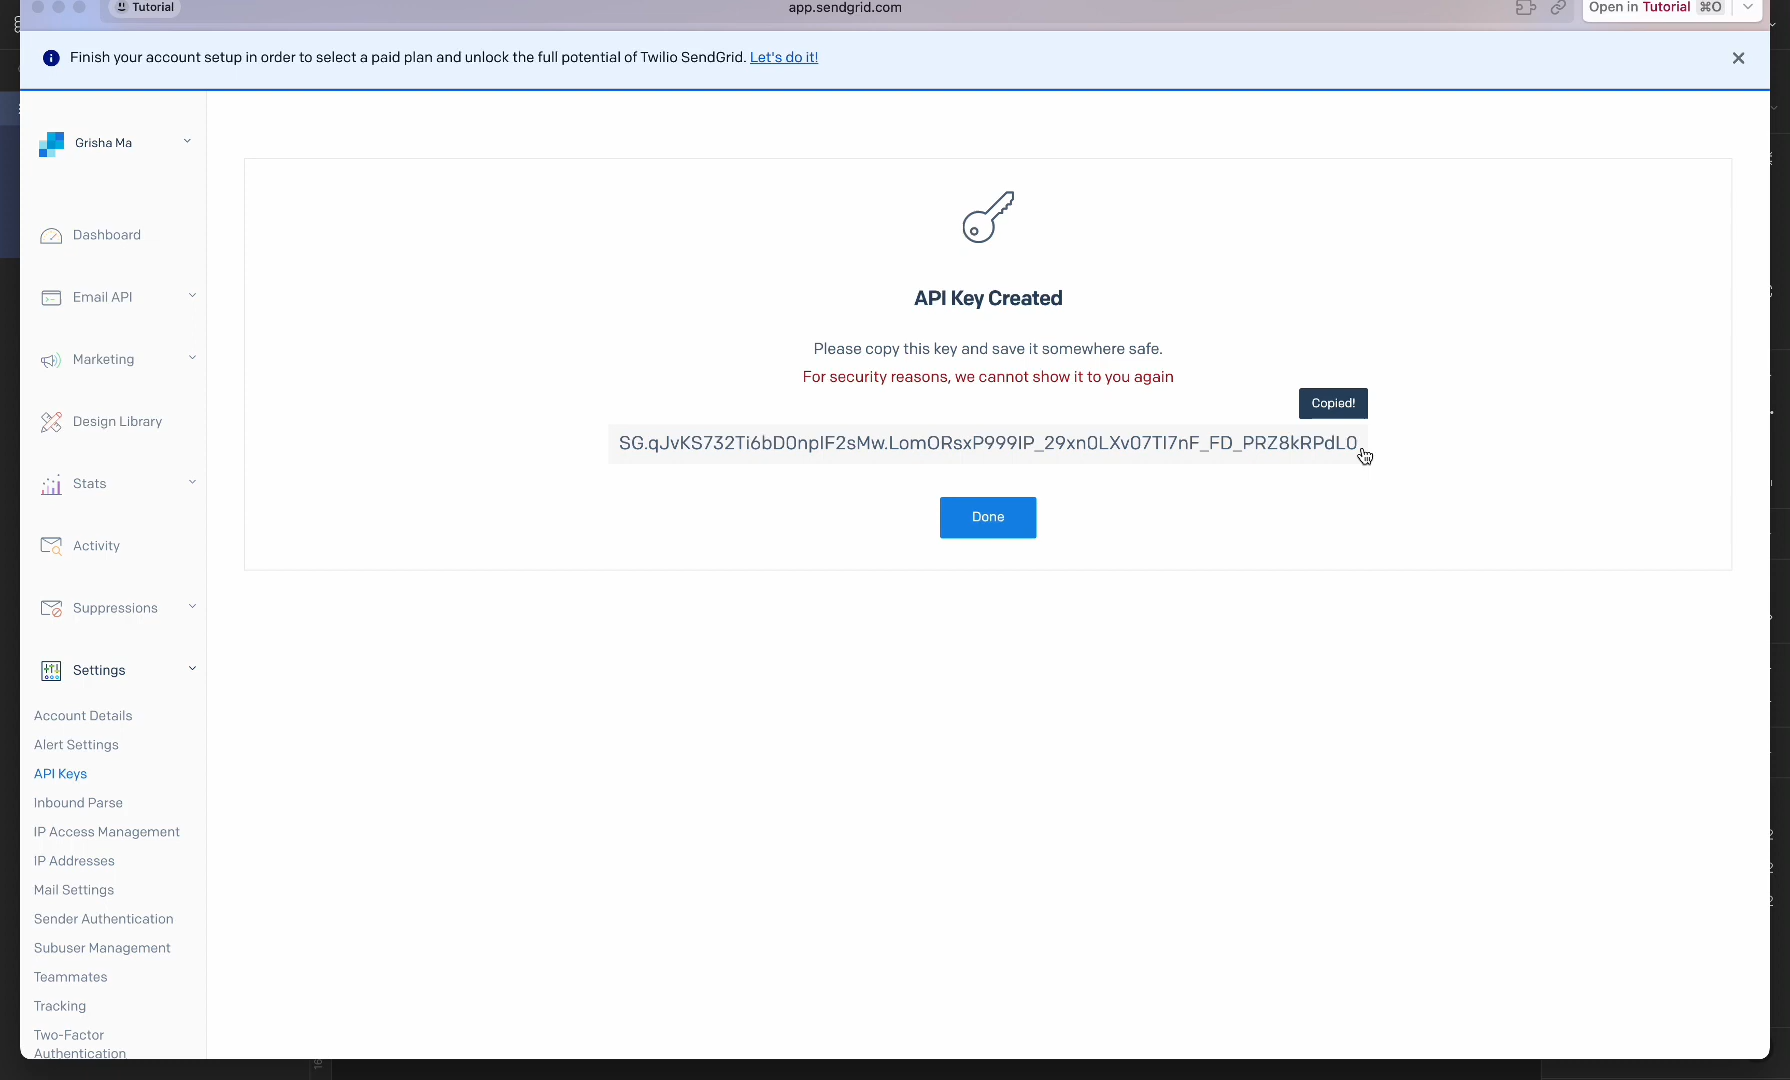 Tutorial
app.sendgrid.com
Open in Tutorial ⌘O
Finish your account setup in order to select a paid plan and unlock the full potential of Twilio SendGrid. Let's do it!
Grisha Ma
Dashboard
Email API
Marketing
Design Library
Stats
Activity
Suppressions
Settings
Account Details
Alert Settings
API Keys
Inbound Parse
IP Access Management
IP Addresses
Mail Settings
Sender Authentication
Subuser Management
Teammates
Tracking
Two-Factor
Authentication
API Key Created
Please copy this key and save it somewhere safe.
For security reasons, we cannot show it to you again
Copied!
Done